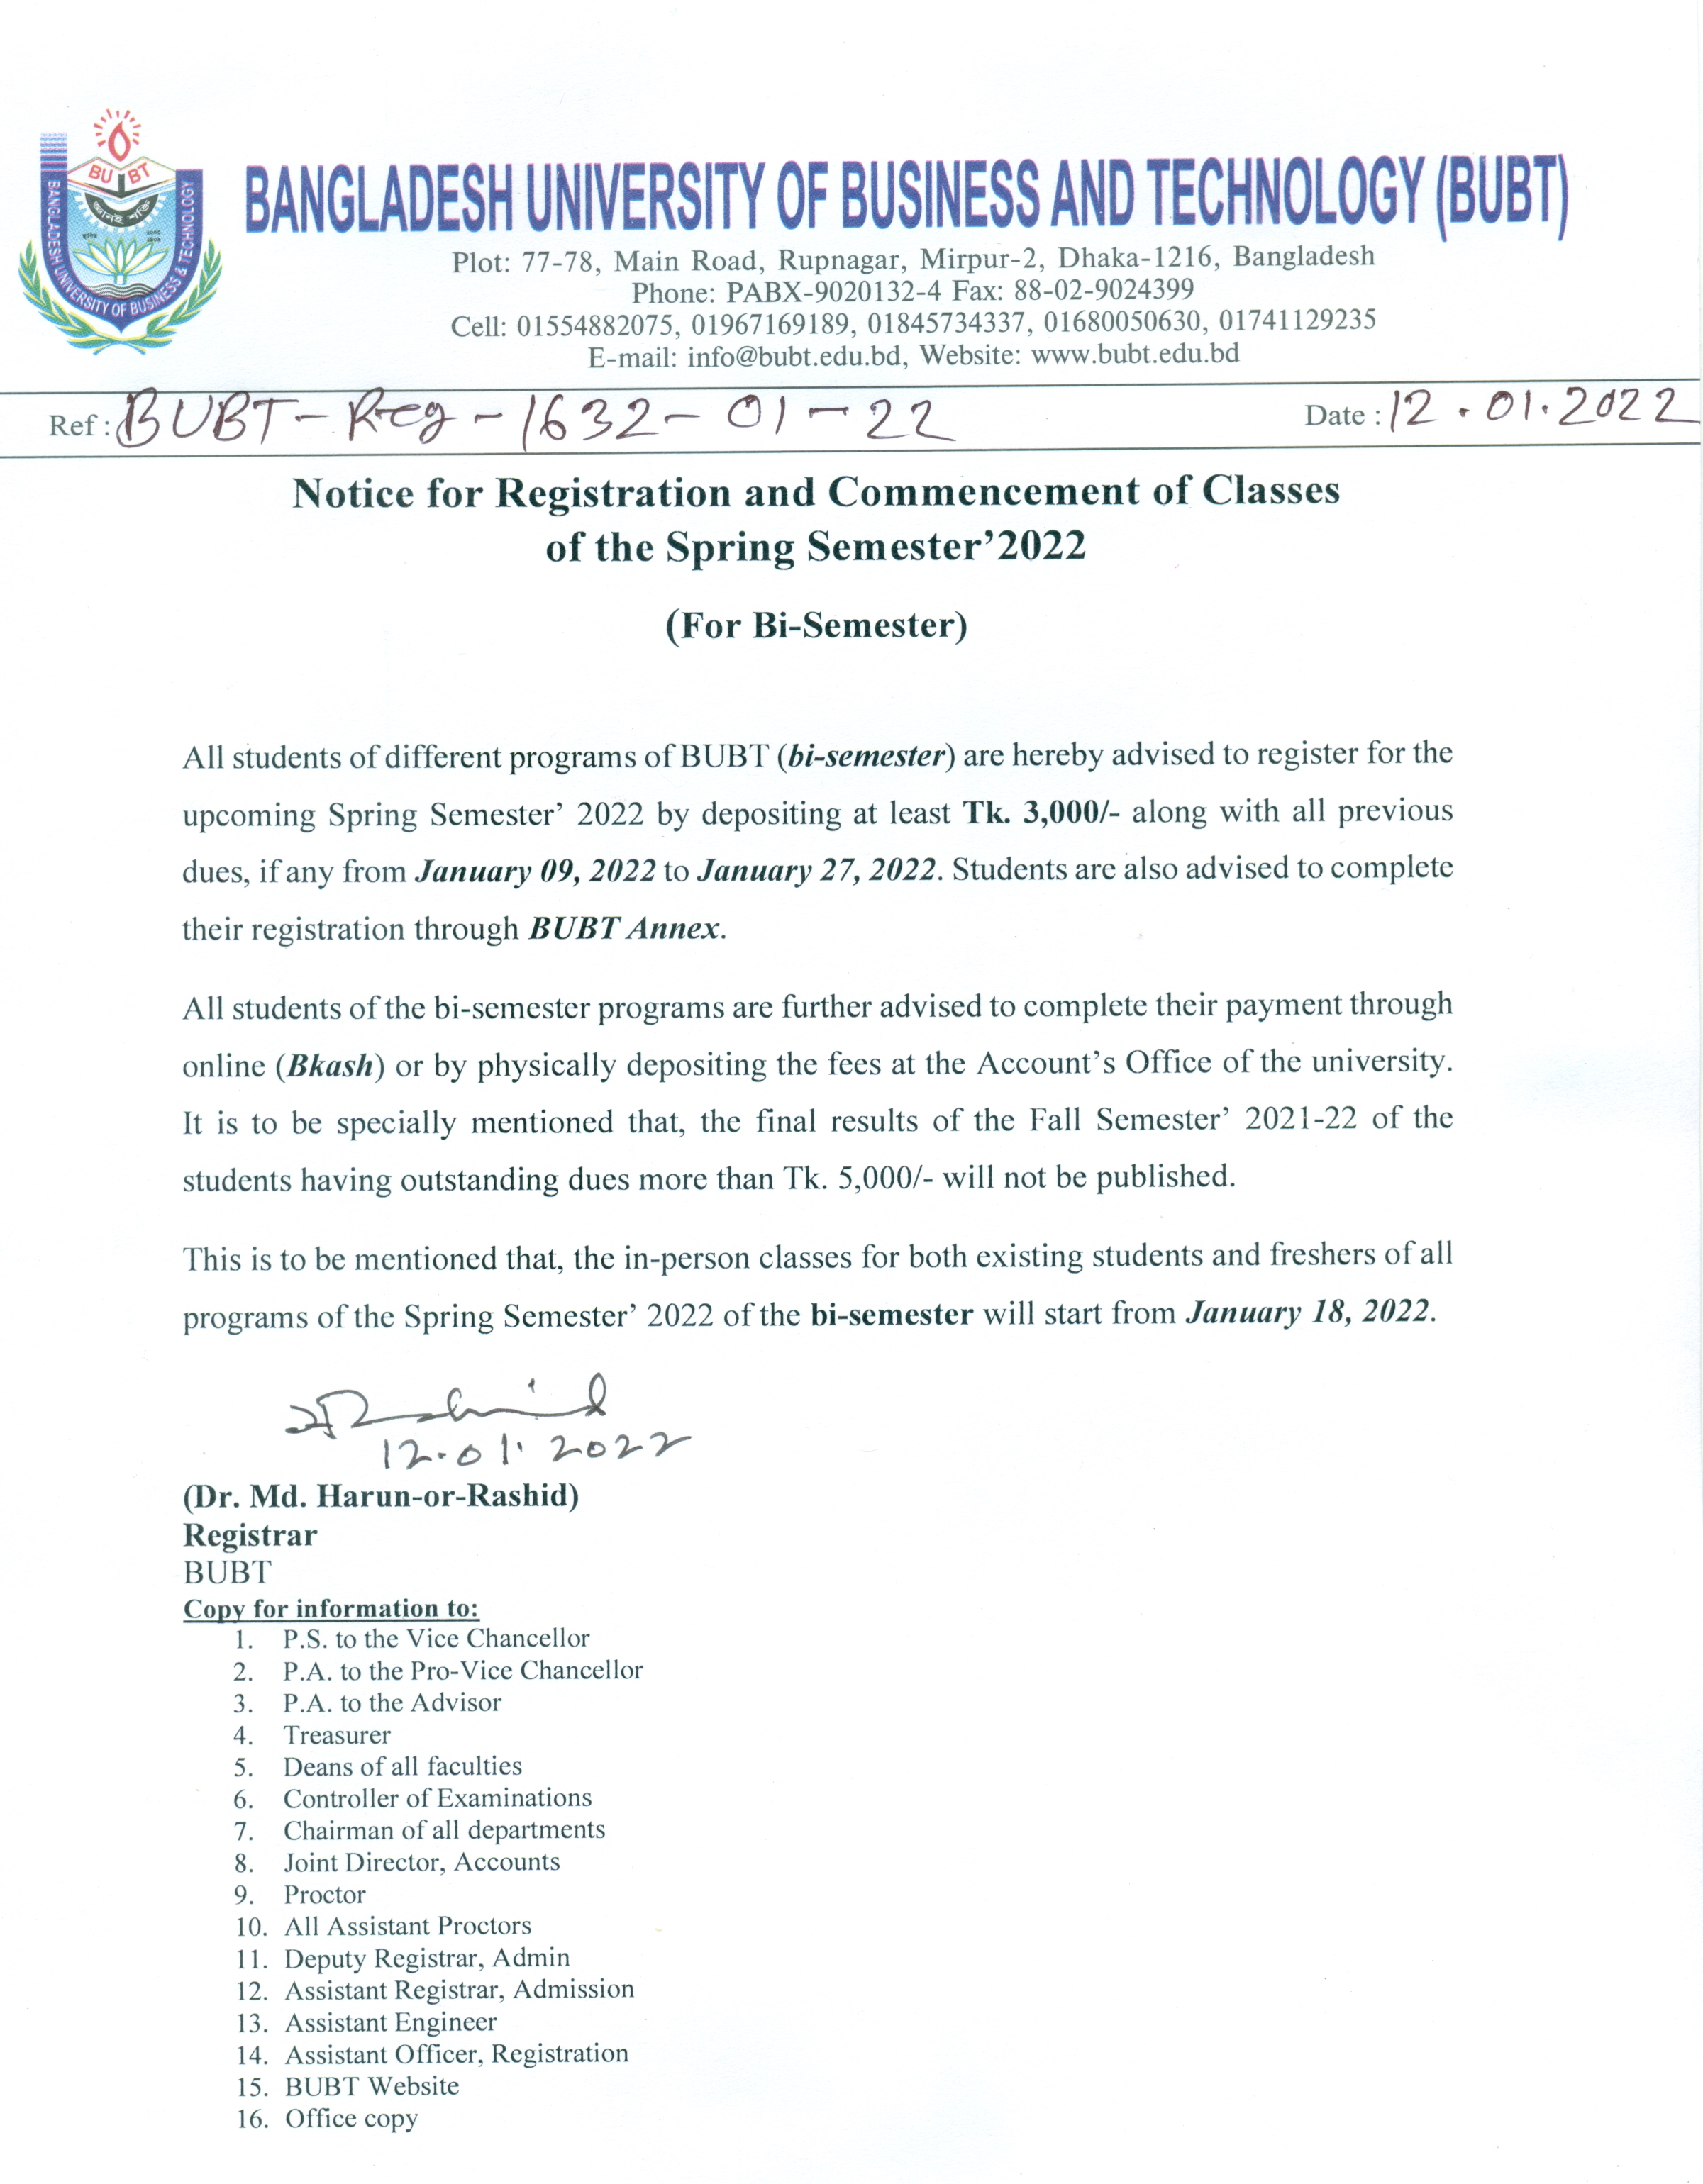 BU BT
জ্ঞানই শক্তি
স্থাপিত
২০০৩
BANGLADESH UNIVERSITY OF BUSINESS & TECHNOLOGY
BANGLADESH UNIVERSITY OF BUSINESS AND TECHNOLOGY (BUBT)
Plot: 77-78, Main Road, Rupnagar, Mirpur-2, Dhaka-1216, Bangladesh
Phone: PABX-9020132-4 Fax: 88-02-9024399
Cell: 01554882075, 01967169189, 01845734337, 01680050630, 01741129235
E-mail: info@bubt.edu.bd, Website: www.bubt.edu.bd
Ref : BUBT-Reg-1632-01-22 Date : 12.01.2022
Notice for Registration and Commencement of Classes
of the Spring Semester’2022
(For Bi-Semester)
All students of different programs of BUBT (bi-semester) are hereby advised to register for the
upcoming Spring Semester’ 2022 by depositing at least Tk. 3,000/- along with all previous
dues, if any from January 09, 2022 to January 27, 2022. Students are also advised to complete
their registration through BUBT Annex.
All students of the bi-semester programs are further advised to complete their payment through
online (Bkash) or by physically depositing the fees at the Account’s Office of the university.
It is to be specially mentioned that, the final results of the Fall Semester’ 2021-22 of the
students having outstanding dues more than Tk. 5,000/- will not be published.
This is to be mentioned that, the in-person classes for both existing students and freshers of all
programs of the Spring Semester’ 2022 of the bi-semester will start from January 18, 2022.
12.01.2022
(Dr. Md. Harun-or-Rashid)
Registrar
BUBT
Copy for information to:
1. P.S. to the Vice Chancellor
2. P.A. to the Pro-Vice Chancellor
3. P.A. to the Advisor
4. Treasurer
5. Deans of all faculties
6. Controller of Examinations
7. Chairman of all departments
8. Joint Director, Accounts
9. Proctor
10. All Assistant Proctors
11. Deputy Registrar, Admin
12. Assistant Registrar, Admission
13. Assistant Engineer
14. Assistant Officer, Registration
15. BUBT Website
16. Office copy